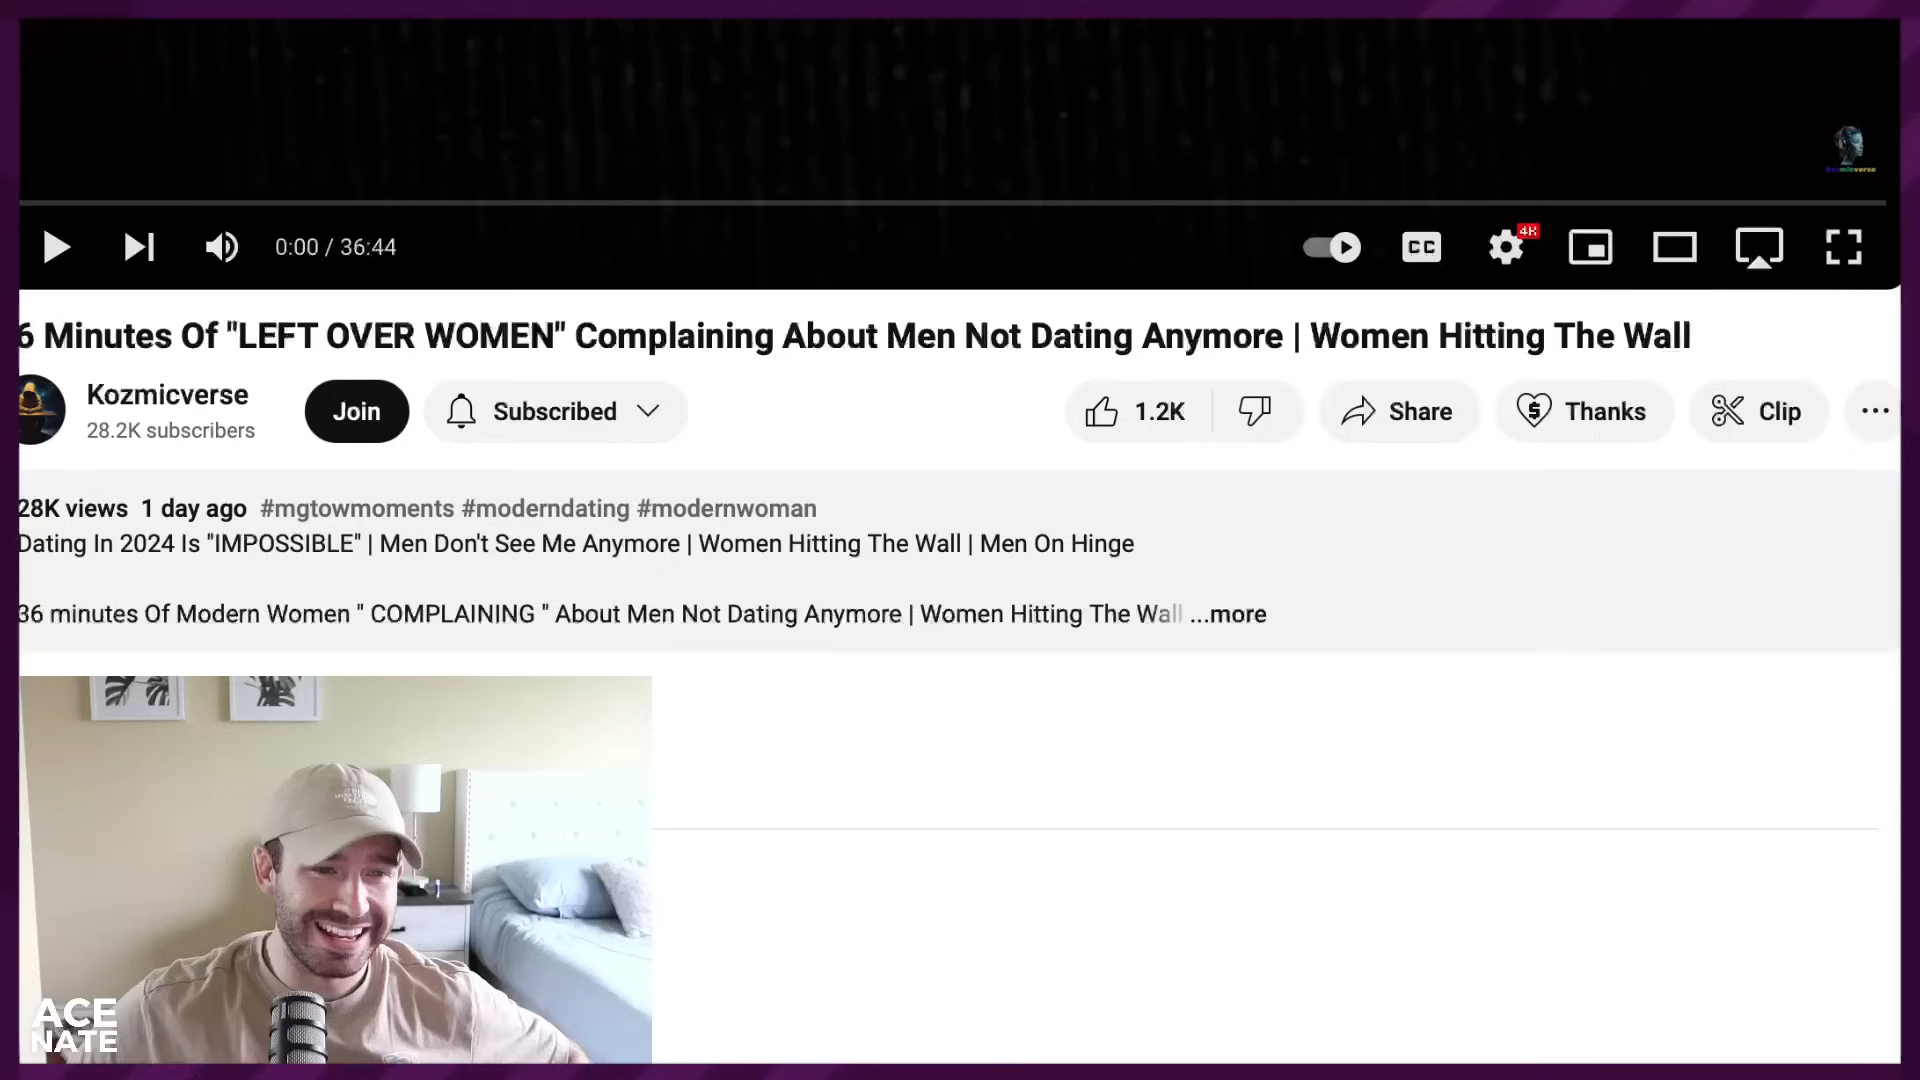 Kozmicverse
4K
0:00 / 36:44
CC
6 Minutes Of "LEFT OVER WOMEN" Complaining About Men Not Dating Anymore | Women Hitting The Wall
Kozmicverse
28.2K subscribers
Join
Subscribed
1.2K
Share
Thanks
Clip
28K views 1 day ago #mgtowmoments #moderndating #modernwoman
Dating In 2024 Is "IMPOSSIBLE" | Men Don't See Me Anymore | Women Hitting The Wall | Men On Hinge
36 minutes Of Modern Women " COMPLAINING " About Men Not Dating Anymore | Women Hitting The Wall ...more
ACE
NATE